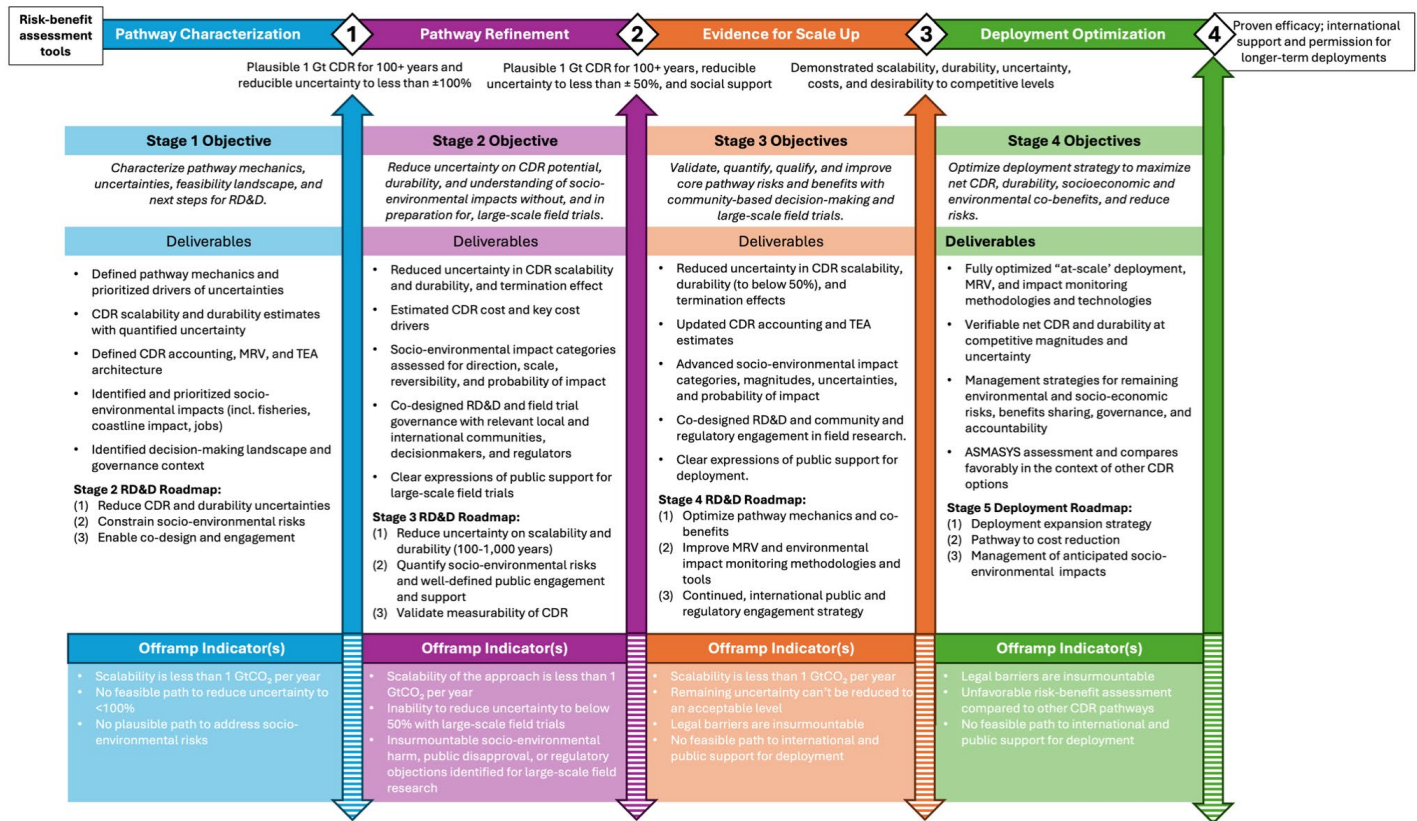 Risk-benefit
assessment
tools
Pathway Characterization
1
Pathway Refinement
2
Evidence for Scale Up
3
Deployment Optimization
4
Proven efficacy; international
support and permission for
longer-term deployments
Plausible 1 Gt CDR for 100+ years and
reducible uncertainty to less than ±100%
Plausible 1 Gt CDR for 100+ years, reducible
uncertainty to less than ± 50%, and social support
Demonstrated scalability, durability, uncertainty,
costs, and desirability to competitive levels
Stage 1 Objective
Characterize pathway mechanics,
uncertainties, feasibility landscape, and
next steps for RD&D.
Deliverables
• Defined pathway mechanics and
prioritized drivers of uncertainties
• CDR scalability and durability estimates
with quantified uncertainty
• Defined CDR accounting, MRV, and TEA
architecture
• Identified and prioritized socio-
environmental impacts (incl. fisheries,
coastline impact, jobs)
• Identified decision-making landscape and
governance context
Stage 2 RD&D Roadmap:
(1) Reduce CDR and durability uncertainties
(2) Constrain socio-environmental risks
(3) Enable co-design and engagement
Offramp Indicator(s)
• Scalability is less than 1 GtCO₂ per year
• No feasible path to reduce uncertainty to
<100%
• No plausible path to address socio-
environmental risks
Stage 2 Objective
Reduce uncertainty on CDR potential,
durability, and understanding of socio-
environmental impacts without, and in
preparation for, large-scale field trials.
Deliverables
• Reduced uncertainty in CDR scalability
and durability, and termination effect
• Estimated CDR cost and key cost
drivers
• Socio-environmental impact categories
assessed for direction, scale,
reversibility, and probability of impact
• Co-designed RD&D and field trial
governance with relevant local and
international communities,
decisionmakers, and regulators
• Clear expressions of public support for
large-scale field trials
Stage 3 RD&D Roadmap:
(1) Reduce uncertainty on scalability and
durability (100-1,000 years)
(2) Quantify socio-environmental risks
and well-defined public engagement
and support
(3) Validate measurability of CDR
Offramp Indicator(s)
• Scalability of the approach is less than 1
GtCO₂ per year
• Inability to reduce uncertainty to below
50% with large-scale field trials
• Insurmountable socio-environmental
harm, public disapproval, or regulatory
objections identified for large-scale field
research
Stage 3 Objectives
Validate, quantify, qualify, and improve
core pathway risks and benefits with
community-based decision-making and
large-scale field trials.
Deliverables
• Reduced uncertainty in CDR scalability,
durability (to below 50%), and
termination effects
• Updated CDR accounting and TEA
estimates
• Advanced socio-environmental impact
categories, magnitudes, uncertainties,
and probability of impact
• Co-designed RD&D and community and
regulatory engagement in field research.
• Clear expressions of public support for
deployment.
Stage 4 RD&D Roadmap:
(1) Optimize pathway mechanics and co-
benefits
(2) Improve MRV and environmental
impact monitoring methodologies and
tools
(3) Continued, international public and
regulatory engagement strategy
Offramp Indicator(s)
• Scalability is less than 1 GtCO₂ per year
• Remaining uncertainty can't be reduced to
an acceptable level
• Legal barriers are insurmountable
• No feasible path to international and
public support for deployment
Stage 4 Objectives
Optimize deployment strategy to maximize
net CDR, durability, socioeconomic and
environmental co-benefits, and reduce
risks.
Deliverables
• Fully optimized "at-scale' deployment,
MRV, and impact monitoring
methodologies and technologies
• Verifiable net CDR and durability at
competitive magnitudes and
uncertainty
• Management strategies for remaining
environmental and socio-economic
risks, benefits sharing, governance, and
accountability
• ASMASYS assessment and compares
favorably in the context of other CDR
options
Stage 5 Deployment Roadmap:
(1) Deployment expansion strategy
(2) Pathway to cost reduction
(3) Management of anticipated socio-
environmental impacts
Offramp Indicator(s)
• Legal barriers are insurmountable
• Unfavorable risk-benefit assessment
compared to other CDR pathways
• No feasible path to international and
public support for deployment